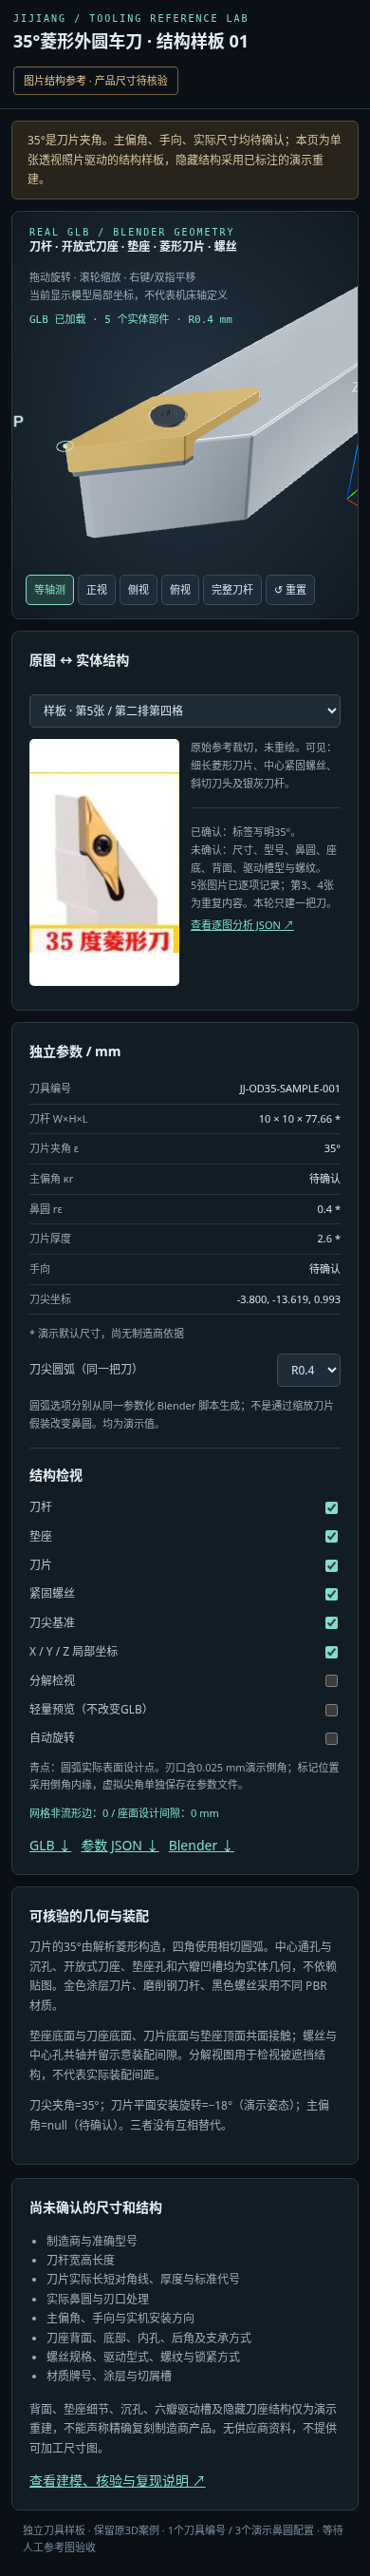 JIJIANG / TOOLING REFERENCE LAB
35°菱形外圆车刀 · 结构样板 01
图片结构参考 · 产品尺寸待核验
35°是刀片夹角。主偏角、手向、实际尺寸均待确认；本页为单
张透视照片驱动的结构样板，隐藏结构采用已标注的演示重
建。
REAL GLB / BLENDER GEOMETRY
刀杆 · 开放式刀座 · 垫座 · 菱形刀片 · 螺丝
拖动旋转 · 滚轮缩放 · 右键/双指平移
当前显示模型局部坐标，不代表机床轴定义
GLB 已加载 · 5 个实体部件 · R0.4 mm
Z
P
等轴测
正视
侧视
俯视
完整刀杆
↺ 重置
原图 ↔ 实体结构
样板 · 第5张 / 第二排第四格
35 度菱形刀
原始参考裁切，未重绘。可见：
细长菱形刀片、中心紧固螺丝、
斜切刀头及银灰刀杆。
已确认：标签写明35°。
未确认：尺寸、型号、鼻圆、座
底、背面、驱动槽型与螺纹。
5张图片已逐项记录；第3、4张
为重复内容。本轮只建一把刀。
查看逐图分析 JSON ↗
独立参数 / mm
刀具编号 JJ-OD35-SAMPLE-001
刀杆 W×H×L 10 × 10 × 77.66 *
刀片夹角 ε 35°
主偏角 κr 待确认
鼻圆 rε 0.4 *
刀片厚度 2.6 *
手向 待确认
刀尖坐标 -3.800, -13.619, 0.993
* 演示默认尺寸，尚无制造商依据
刀尖圆弧（同一把刀） R0.4
圆弧选项分别从同一参数化 Blender 脚本生成；不是通过缩放刀片
假装改变鼻圆。均为演示值。
结构检视
刀杆
垫座
刀片
紧固螺丝
刀尖基准
X / Y / Z 局部坐标
分解检视
轻量预览（不改变GLB）
自动旋转
青点：圆弧实际表面设计点。刃口含0.025 mm演示倒角；标记位置
采用倒角内缘，虚拟尖角单独保存在参数文件。
网格非流形边：0 / 座面设计间隙：0 mm
GLB ↓ 参数 JSON ↓ Blender ↓
可核验的几何与装配
刀片的35°由解析菱形构造，四角使用相切圆弧。中心通孔与
沉孔、开放式刀座、垫座孔和六瓣凹槽均为实体几何，不依赖
贴图。金色涂层刀片、磨削钢刀杆、黑色螺丝采用不同 PBR
材质。
垫座底面与刀座底面、刀片底面与垫座顶面共面接触；螺丝与
中心孔共轴并留示意装配间隙。分解视图用于检视被遮挡结
构，不代表实际装配间距。
刀尖夹角=35°；刀片平面安装旋转=−18°（演示姿态）；主偏
角=null（待确认）。三者没有互相替代。
尚未确认的尺寸和结构
• 制造商与准确型号
• 刀杆宽高长度
• 刀片实际长短对角线、厚度与标准代号
• 实际鼻圆与刃口处理
• 主偏角、手向与实机安装方向
• 刀座背面、底部、内孔、后角及支承方式
• 螺丝规格、驱动型式、螺纹与锁紧方式
• 材质牌号、涂层与切屑槽
背面、垫座细节、沉孔、六瓣驱动槽及隐藏刀座结构仅为演示
重建，不能声称精确复制制造商产品。无供应商资料，不提供
可加工尺寸图。
查看建模、核验与复现说明 ↗
独立刀具样板 · 保留原3D案例 · 1个刀具编号 / 3个演示鼻圆配置 · 等待
人工参考图验收